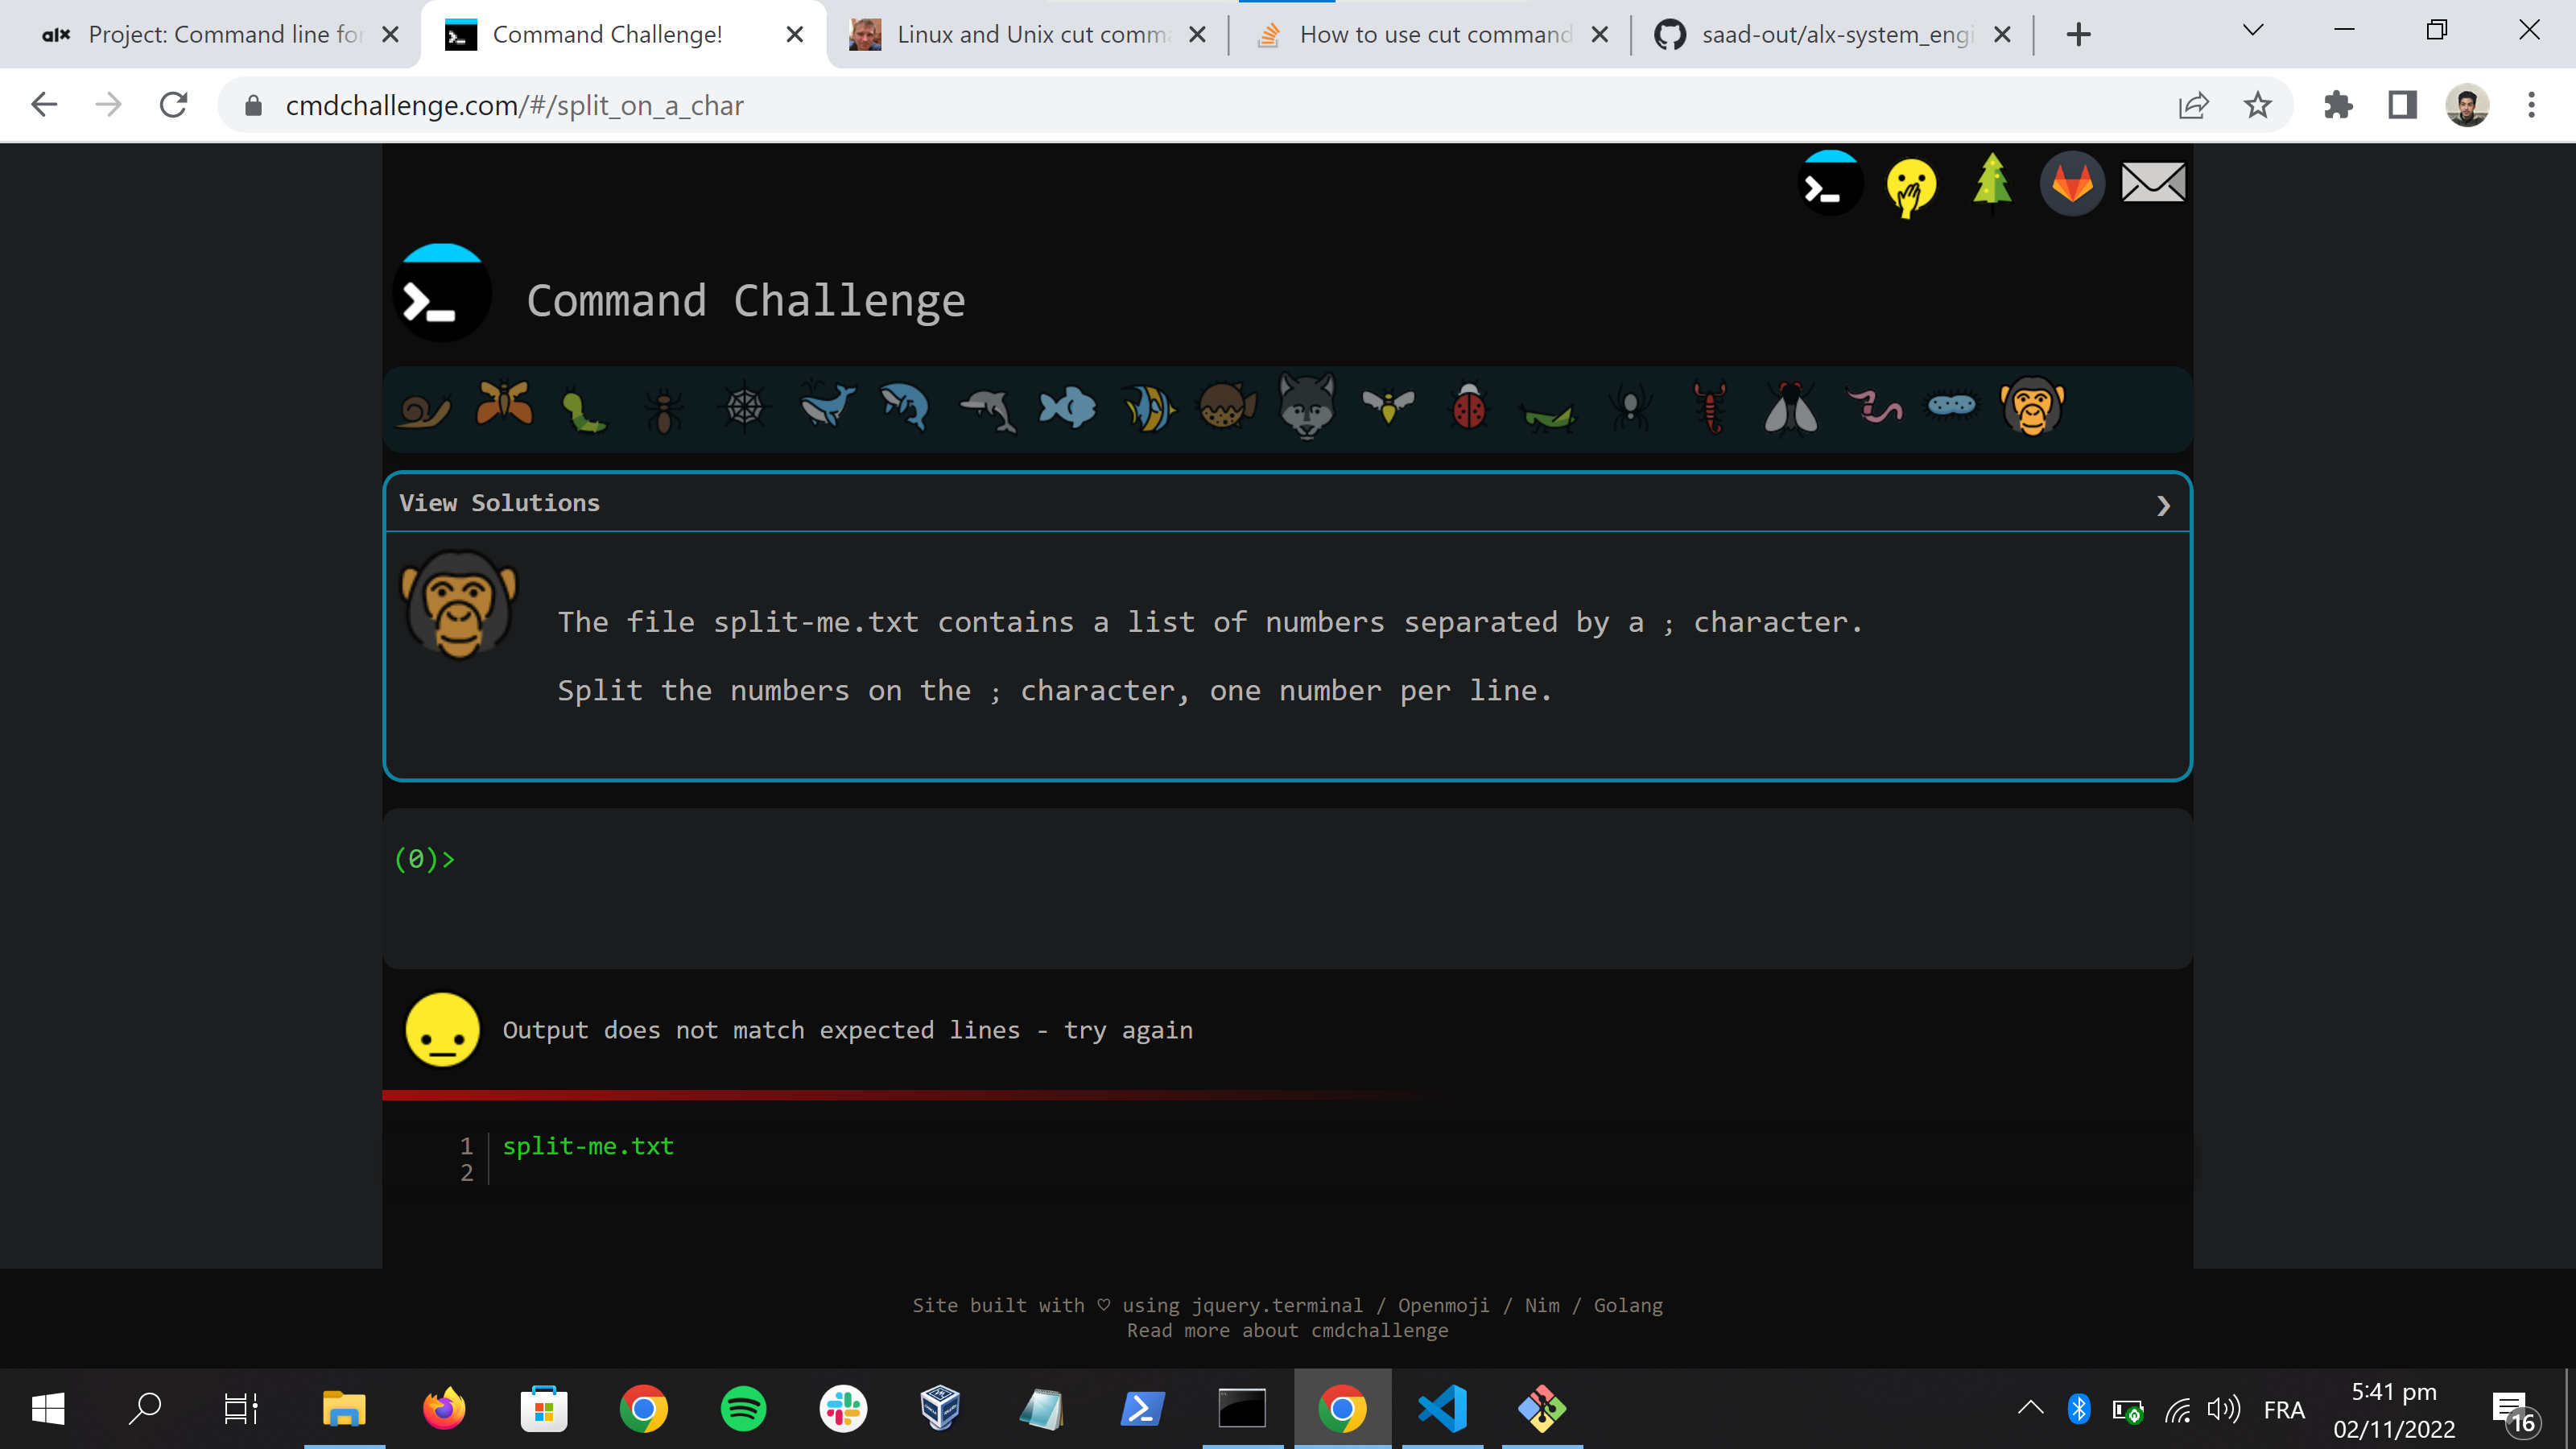 alx Project: Command line for
Command Challenge!
Linux and Unix cut comma
How to use cut command
saad-out/alx-system_engi
cmdchallenge.com/#/split_on_a_char
Command Challenge
View Solutions
The file split-me.txt contains a list of numbers separated by a ; character.
Split the numbers on the ; character, one number per line.
(0)>
Output does not match expected lines - try again
1 split-me.txt
2
Site built with ♡ using jquery.terminal / Openmoji / Nim / Golang
Read more about cmdchallenge
FRA
5:41 pm
02/11/2022
16